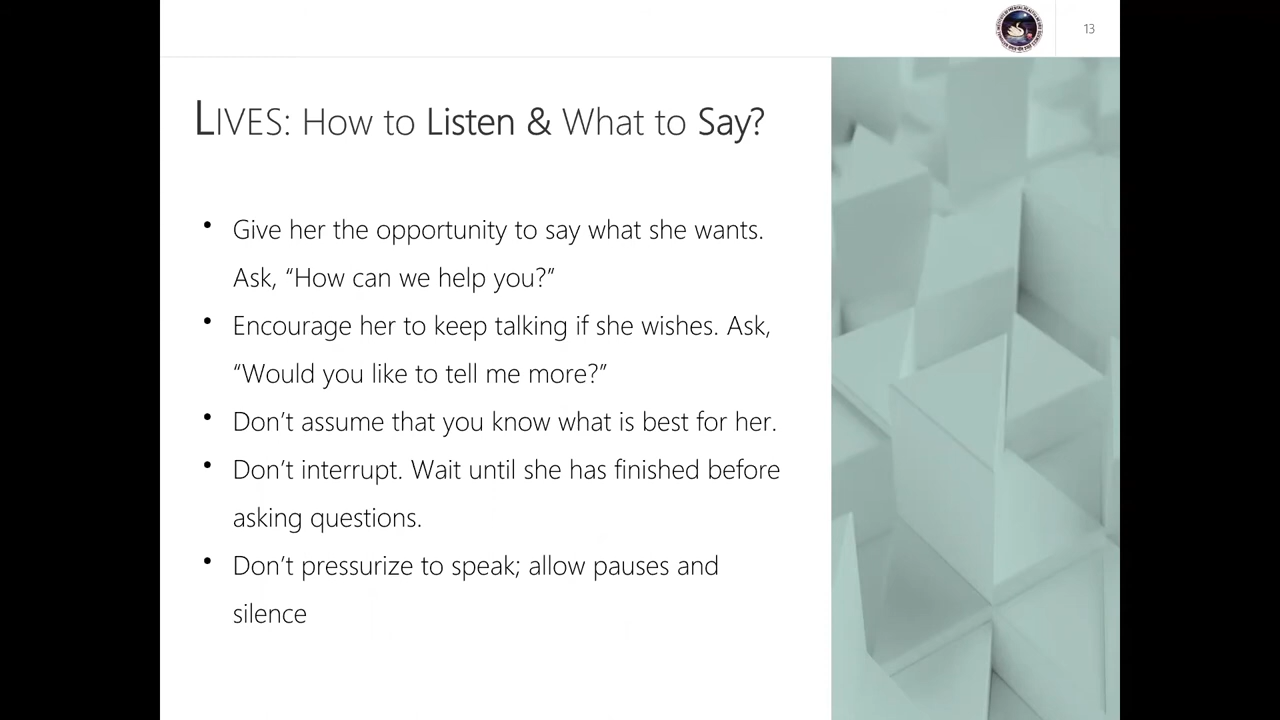 13
LIVES: How to Listen & What to Say?
• Give her the opportunity to say what she wants.
Ask, “How can we help you?”
• Encourage her to keep talking if she wishes. Ask,
“Would you like to tell me more?”
• Don’t assume that you know what is best for her.
• Don’t interrupt. Wait until she has finished before
asking questions.
• Don’t pressurize to speak; allow pauses and
silence